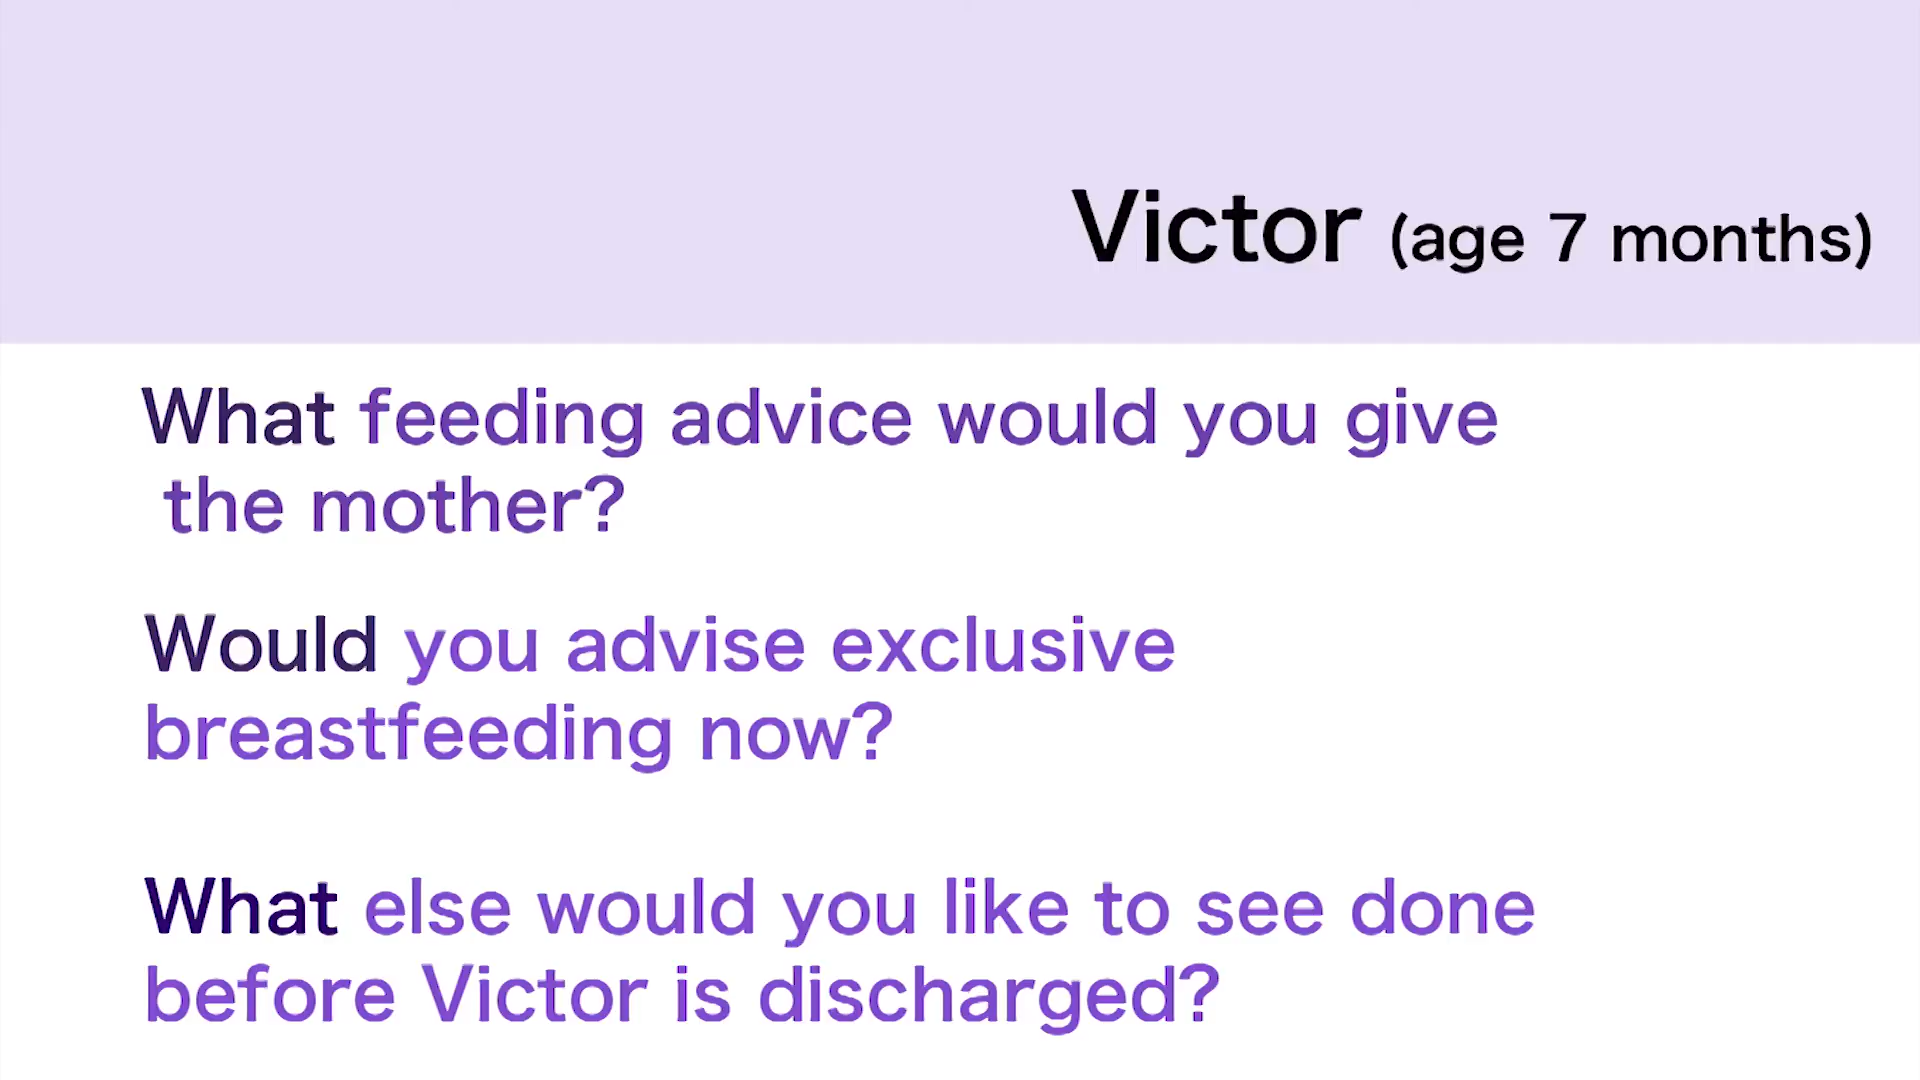 Victor (age 7 months)
What feeding advice would you give
the mother?
Would you advise exclusive
breastfeeding now?
What else would you like to see done
before Victor is discharged?